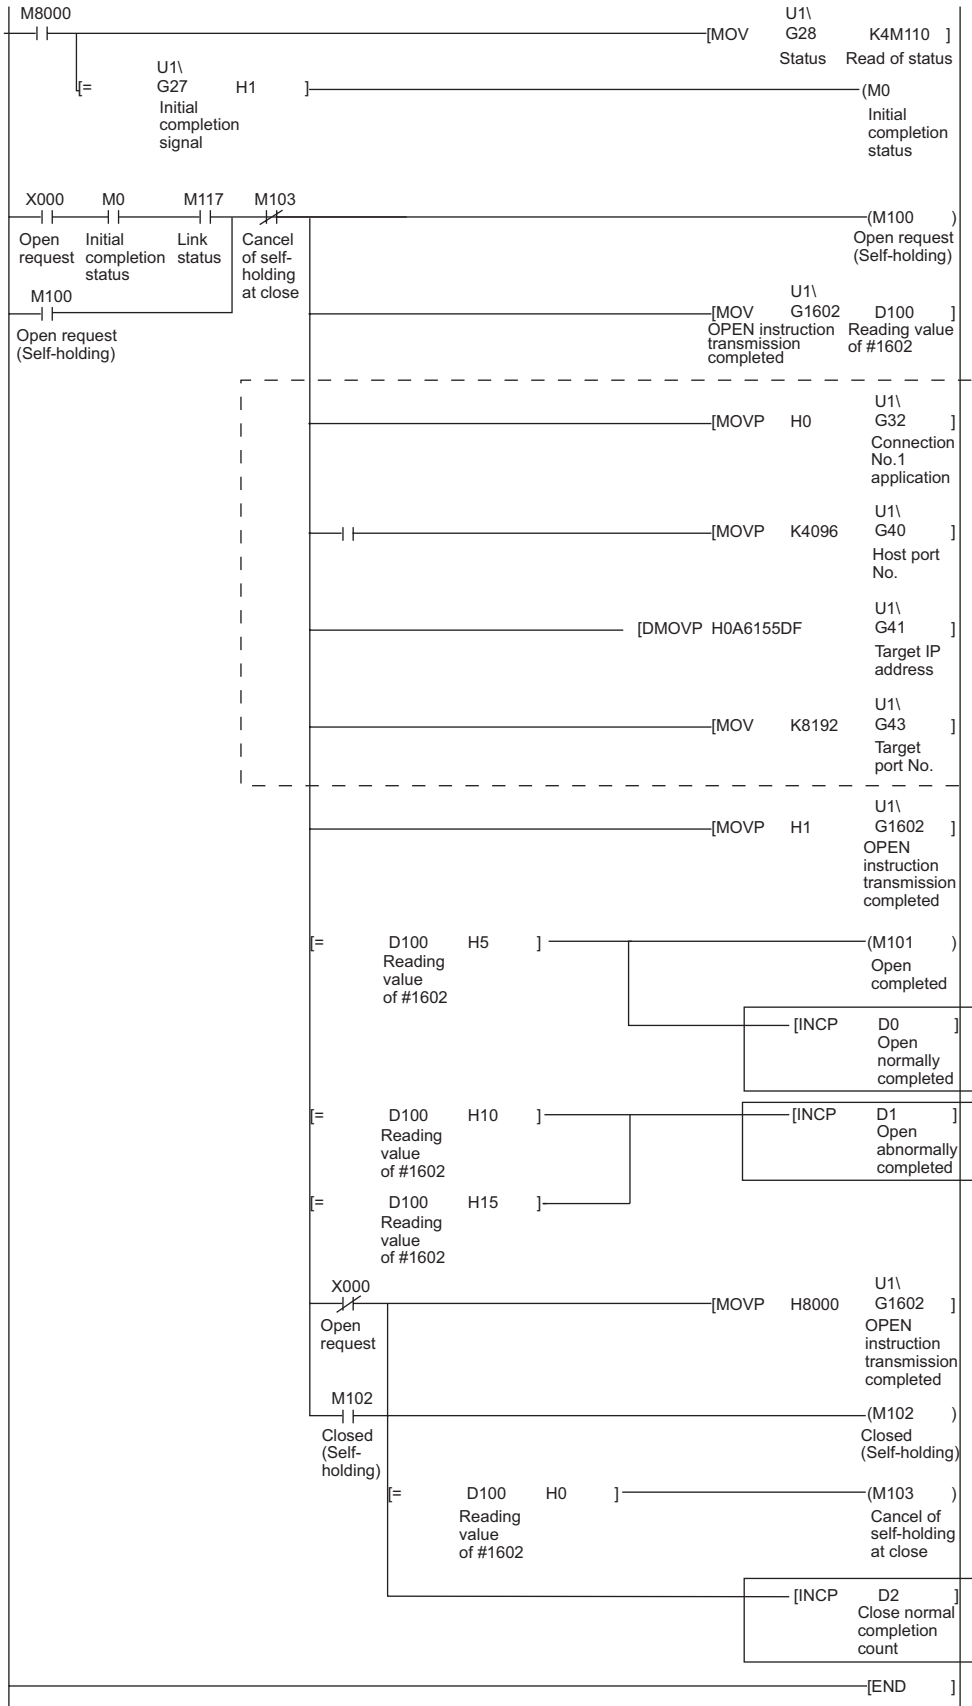 M8000
U1\
[MOV G28 K4M110 ]
Status Read of status
U1\
[= G27 H1 ]
(M0
Initial
completion
signal
Initial
completion
status
X000 M0 M117 M103
(M100 )
Open
request
Initial
completion
status
Link
status
Cancel
of self-
holding
at close
Open request
(Self-holding)
M100
Open request
(Self-holding)
U1\
[MOV G1602 D100 ]
OPEN instruction
transmission
completed
Reading value
of #1602
U1\
[MOVP H0 G32 ]
Connection
No.1
application
U1\
[MOVP K4096 G40 ]
Host port
No.
U1\
[DMOVP H0A6155DF G41 ]
Target IP
address
U1\
[MOV K8192 G43 ]
Target
port No.
U1\
[MOVP H1 G1602 ]
OPEN
instruction
transmission
completed
[= D100 H5 ]
(M101 )
Reading
value
of #1602
Open
completed
[INCP D0 ]
Open
normally
completed
[= D100 H10 ]
[INCP D1 ]
Reading
value
of #1602
Open
abnormally
completed
[= D100 H15 ]
Reading
value
of #1602
X000
Open
request
U1\
[MOVP H8000 G1602 ]
OPEN
instruction
transmission
completed
M102
(M102 )
Closed
(Self-
holding)
Closed
(Self-holding)
[= D100 H0 ]
(M103 )
Reading
value
of #1602
Cancel of
self-holding
at close
[INCP D2 ]
Close normal
completion
count
[END ]